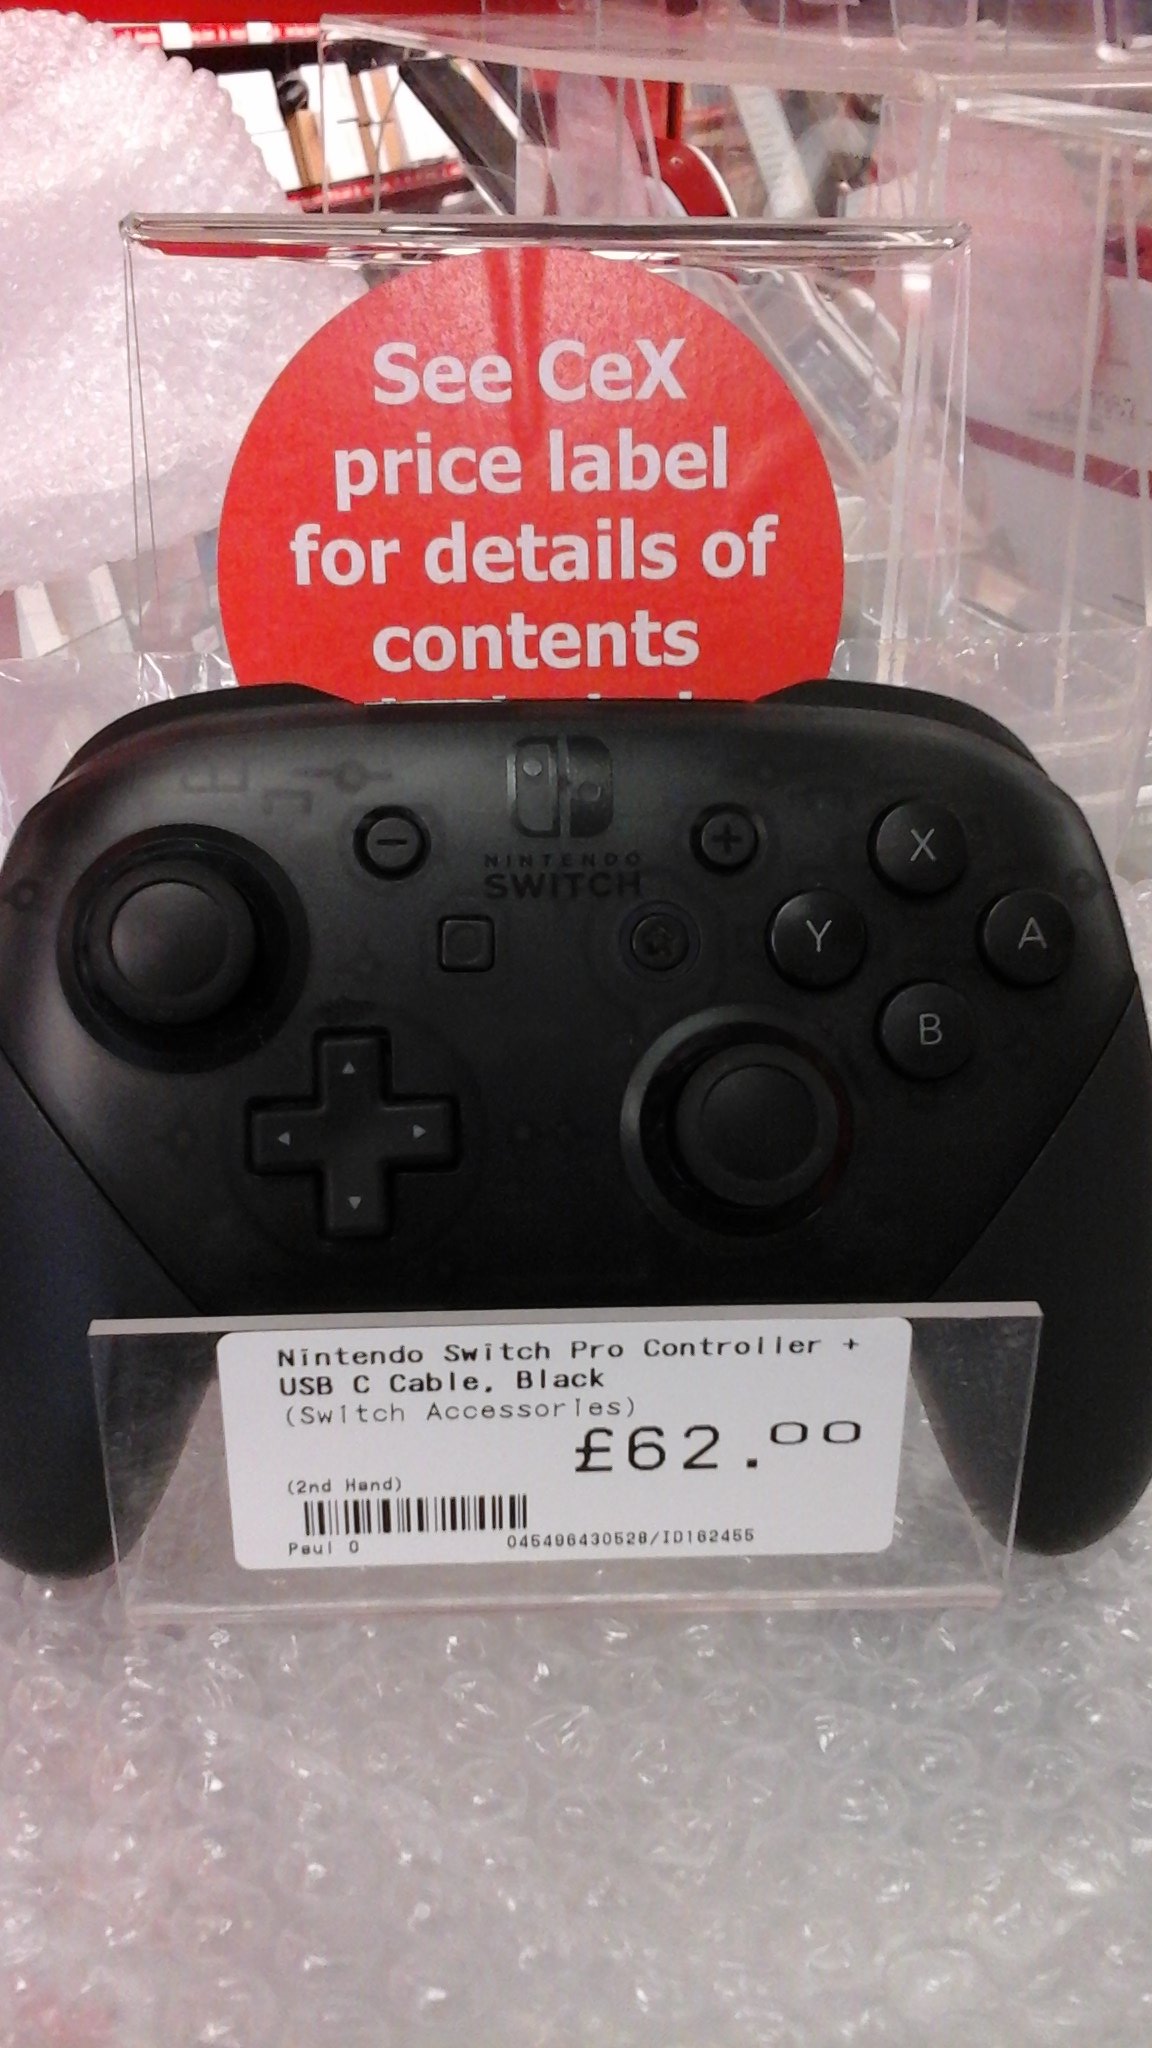 See CeX
price label
for details of
contents
NINTENDO
SWITCH
X
Y
A
B
Nintendo Switch Pro Controller +
USB C Cable, Black
(Switch Accessories)
£62.00
(2nd Hand)
Paul O 045496430528/ID162455